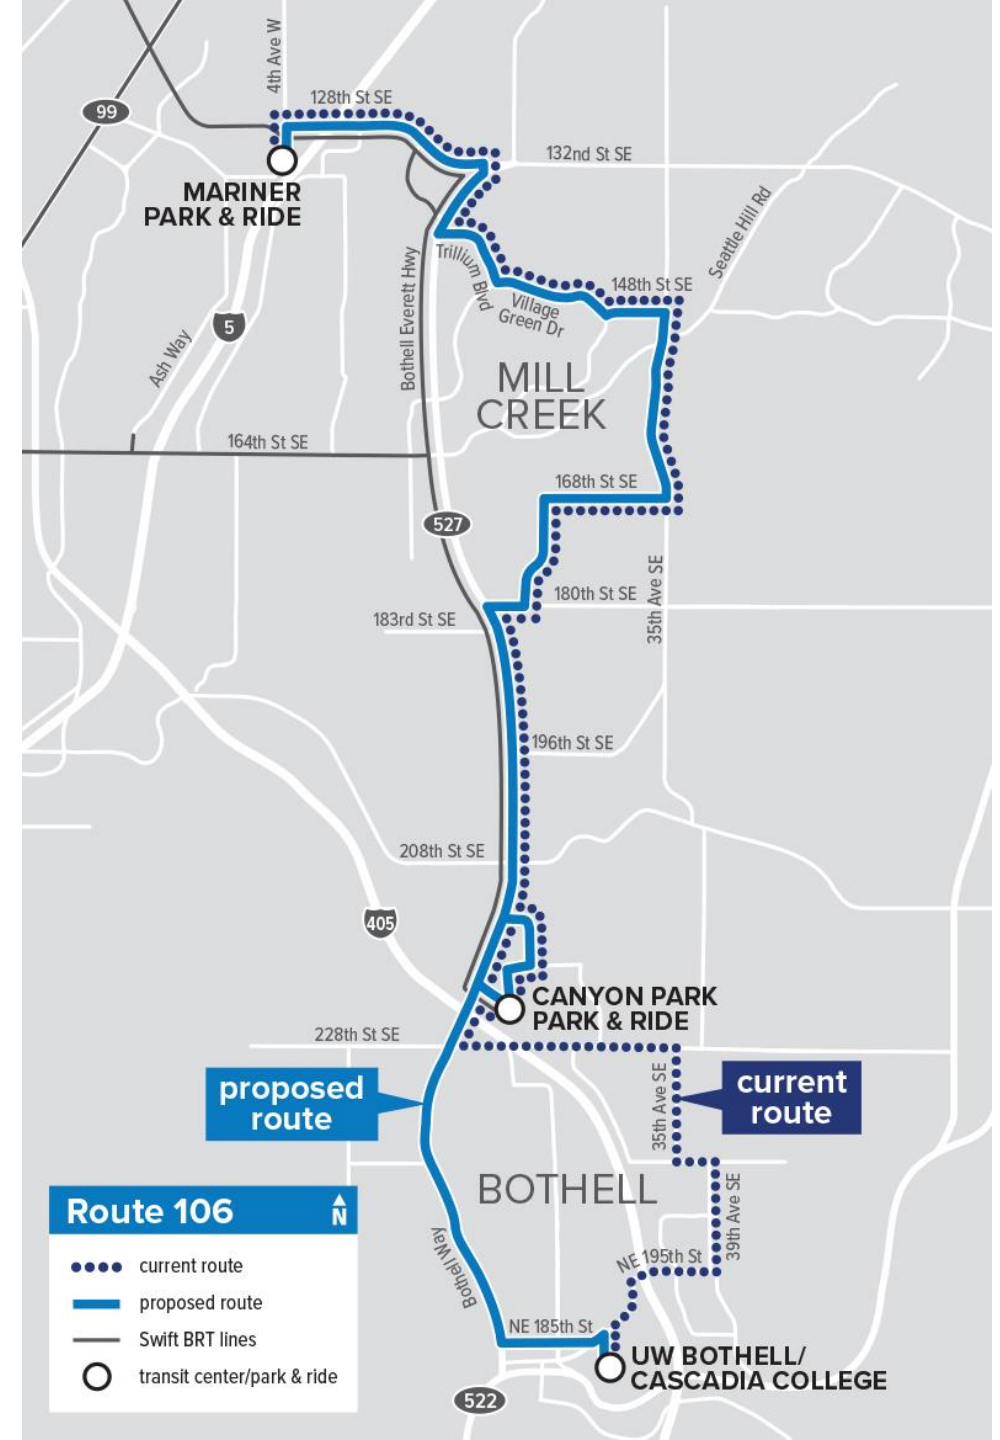 4th Ave W
128th St SE
99
132nd St SE
MARINER
PARK & RIDE
Seattle Hill Rd
Trillium Blvd
148th St SE
Village
Green Dr
Bothell Everett Hwy
5
Ash Way
MILL
CREEK
164th St SE
168th St SE
527
35th Ave SE
180th St SE
183rd St SE
196th St SE
208th St SE
405
CANYON PARK
PARK & RIDE
228th St SE
proposed
route
35th Ave SE
current
route
BOTHELL
39th Ave SE
Route 106
N
current route
proposed route
Swift BRT lines
transit center/park & ride
Bothell Way
NE 195th St
NE 185th St
UW BOTHELL/
CASCADIA COLLEGE
522